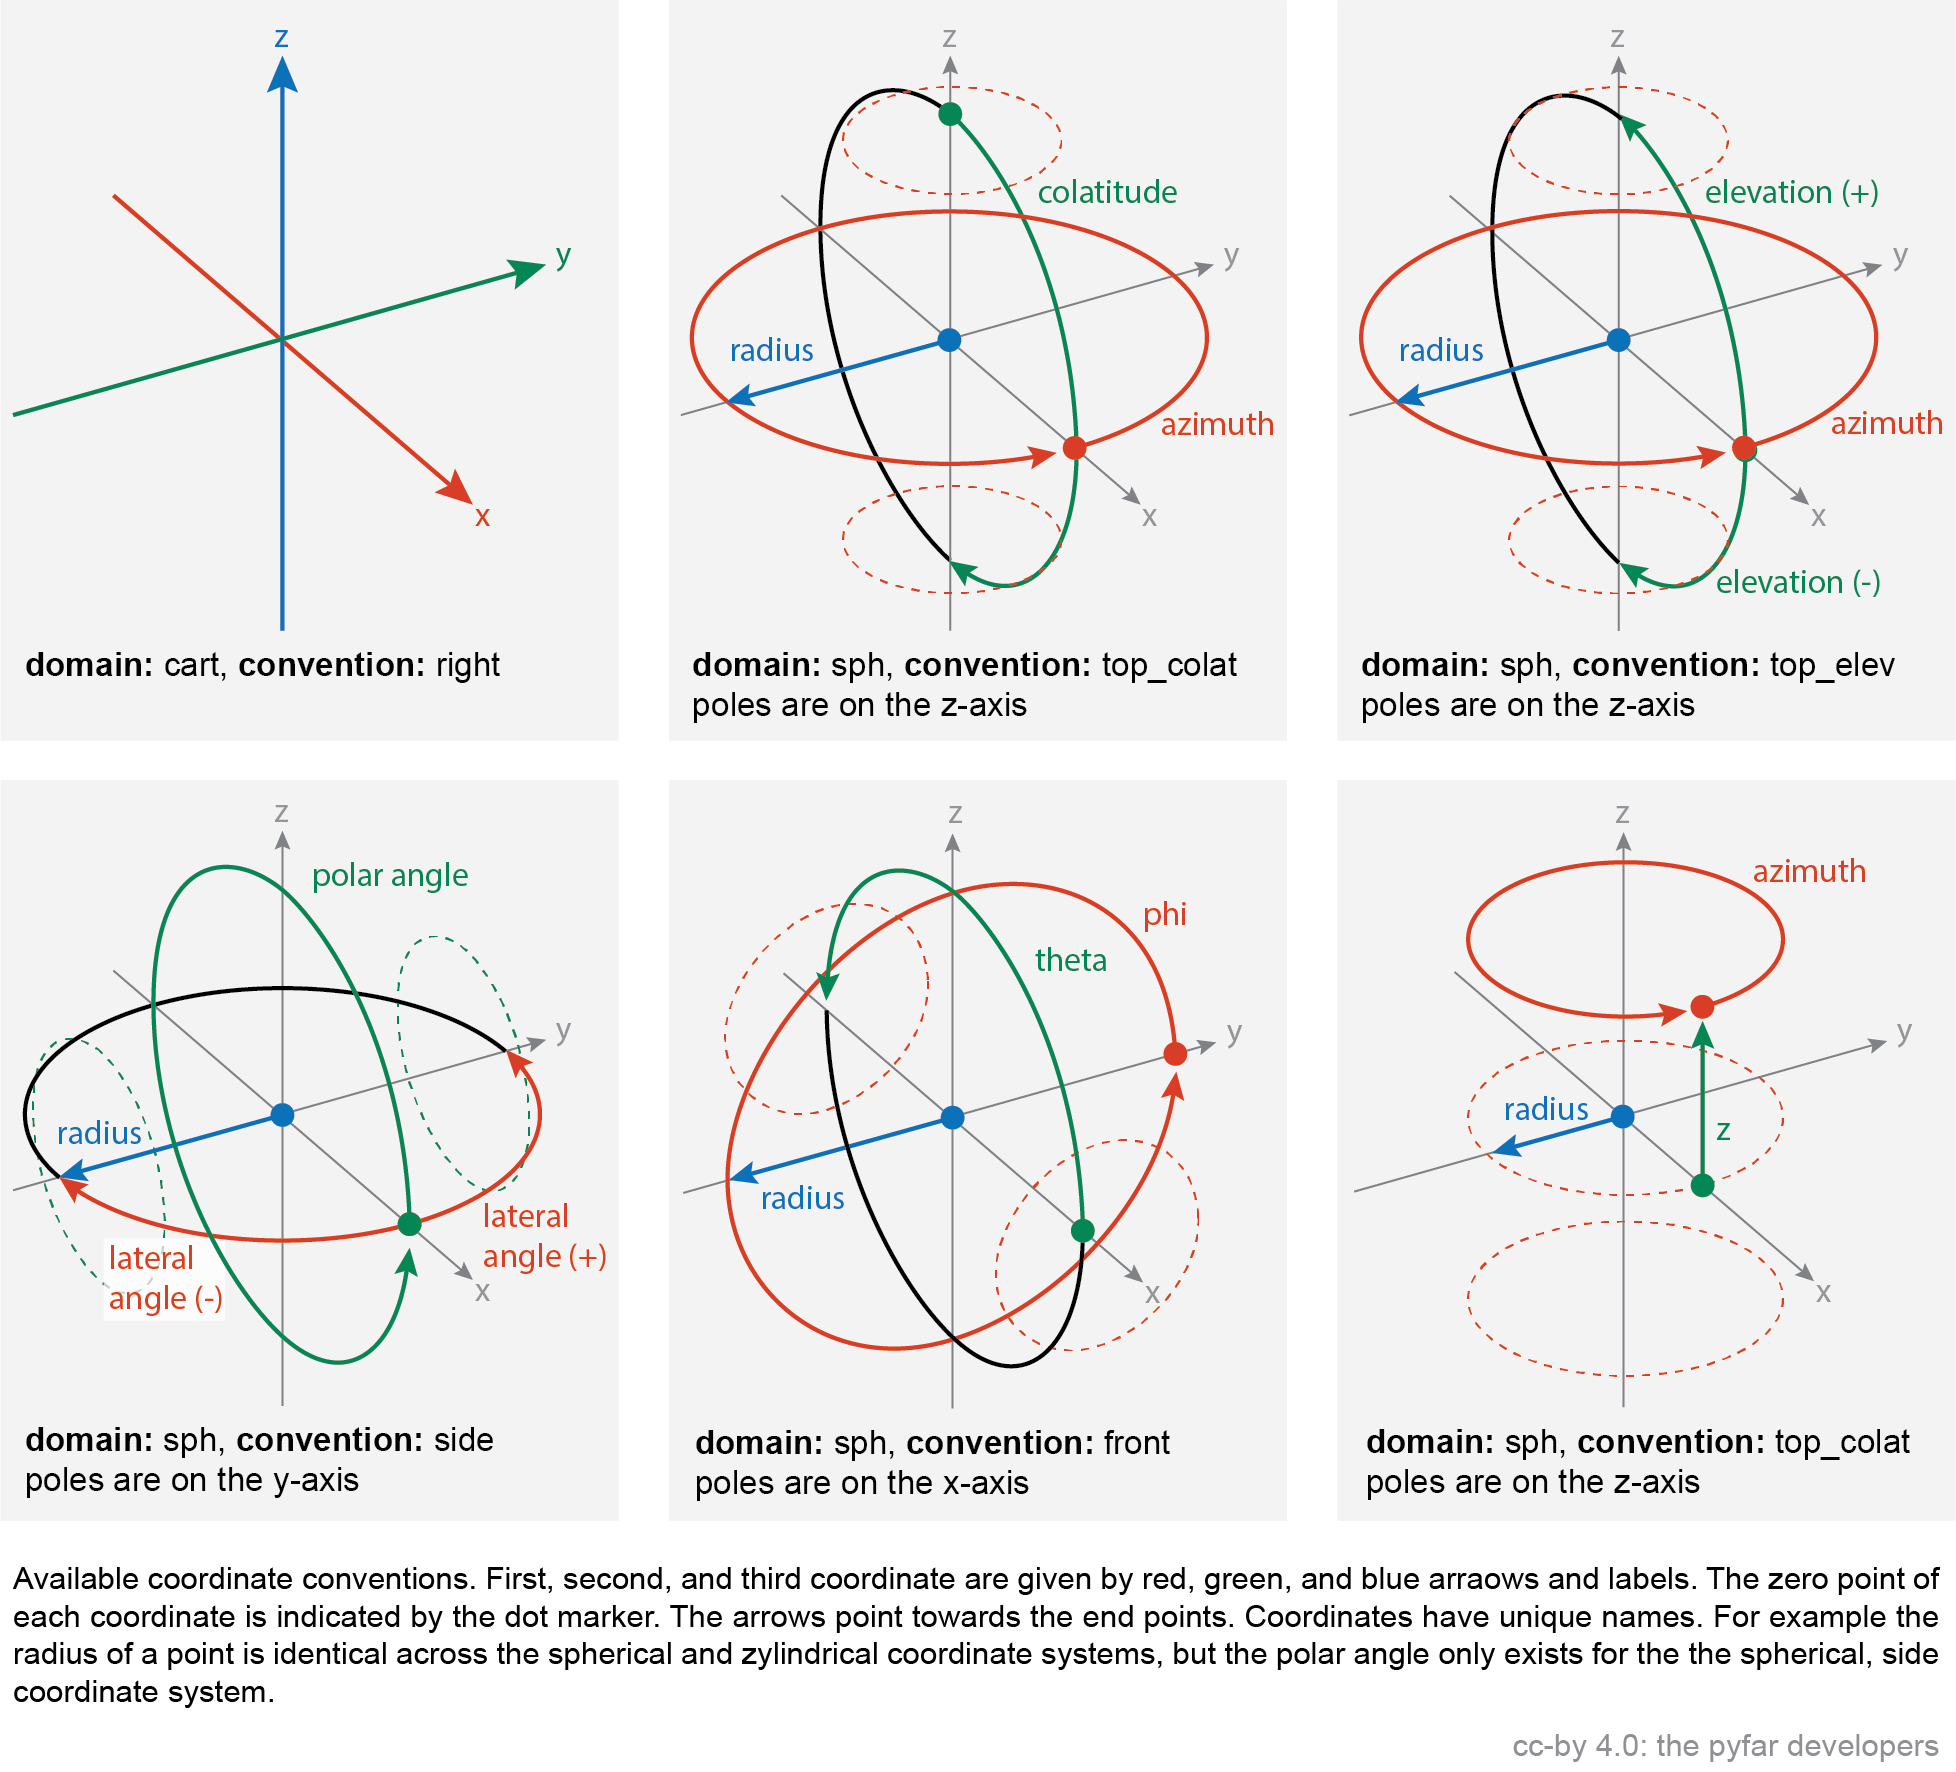 z
y
x
domain: cart, convention: right
z
colatitude
y
radius
azimuth
x
domain: sph, convention: top_colat
poles are on the z-axis
z
elevation (+)
y
radius
azimuth
x
elevation (-)
domain: sph, convention: top_elev
poles are on the z-axis
z
polar angle
y
radius
lateral
angle (+)
lateral
angle (-)
x
domain: sph, convention: side
poles are on the y-axis
z
phi
theta
y
radius
x
domain: sph, convention: front
poles are on the x-axis
z
azimuth
y
radius
z
x
domain: sph, convention: top_colat
poles are on the z-axis
Available coordinate conventions. First, second, and third coordinate are given by red, green, and blue arraows and labels. The zero point of
each coordinate is indicated by the dot marker. The arrows point towards the end points. Coordinates have unique names. For example the
radius of a point is identical across the spherical and zylindrical coordinate systems, but the polar angle only exists for the the spherical, side
coordinate system.
cc-by 4.0: the pyfar developers